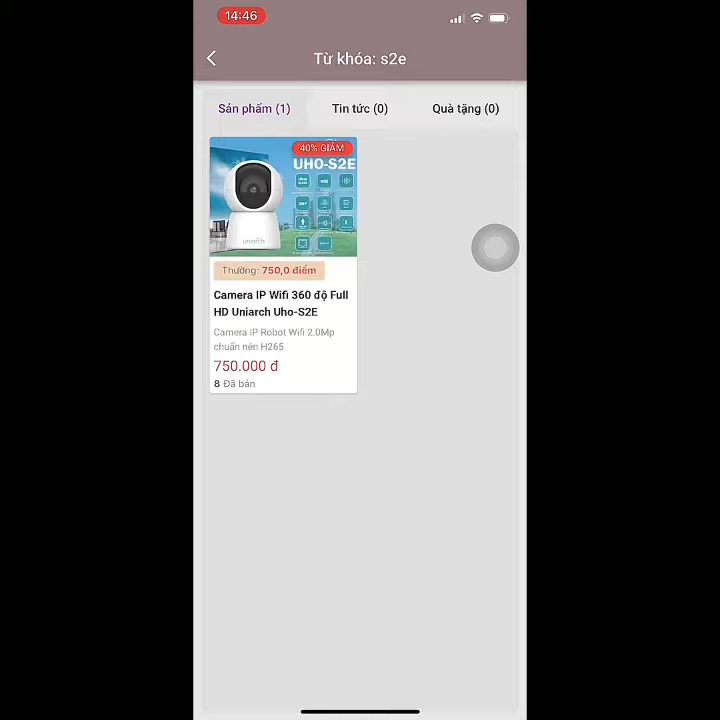 14:46
Từ khóa: s2e
Sản phẩm (1)
Tin tức (0)
Quà tặng (0)
40% GIẢM
UHO-S2E
uniarch
Thưởng: 750,0 điểm
Camera IP Wifi 360 độ Full
HD Uniarch Uho-S2E
Camera IP Robot Wifi 2.0Mp
chuẩn nén H265
750.000 đ
8 Đã bán